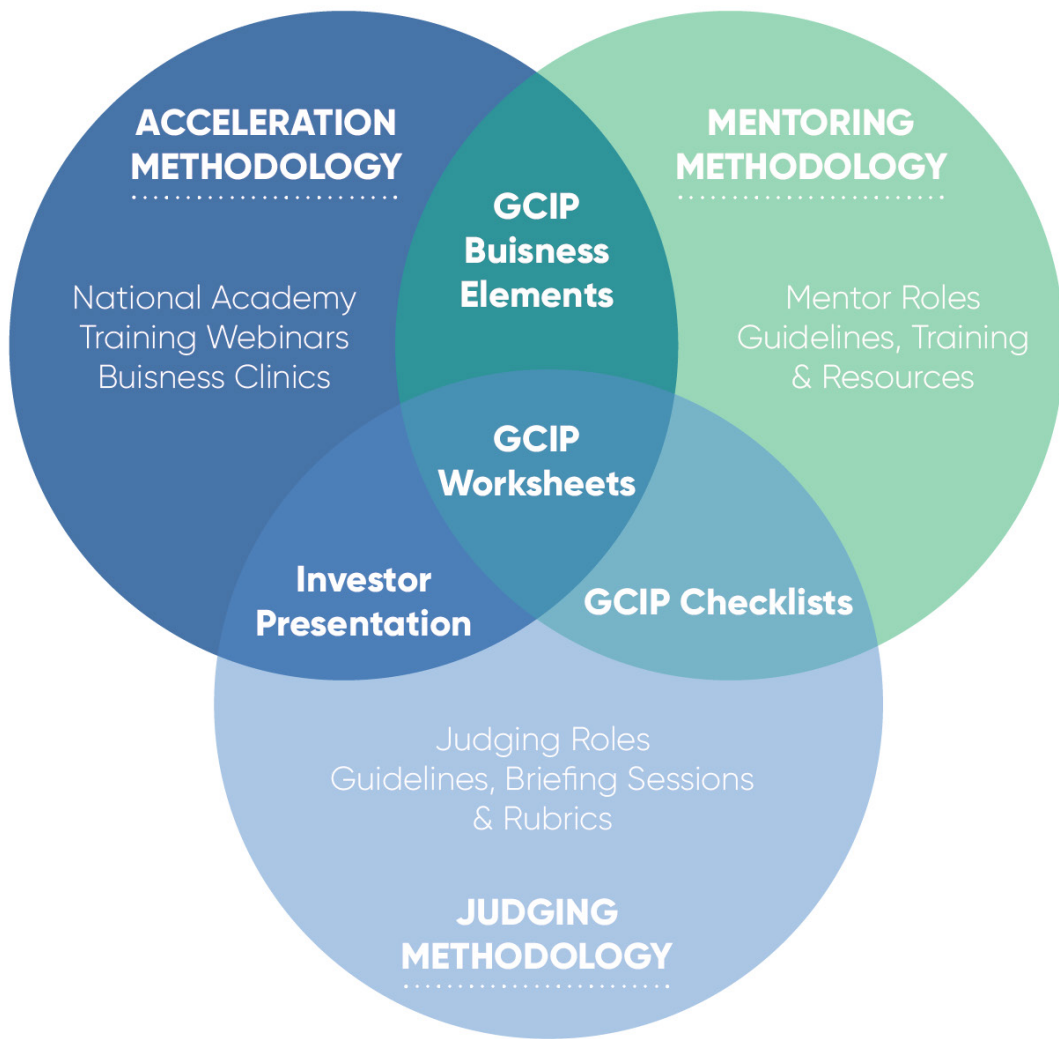 ACCELERATION
METHODOLOGY
National Academy
Training Webinars
Buisness Clinics
GCIP
Buisness
Elements
MENTORING
METHODOLOGY
Mentor Roles
Guidelines, Training
& Resources
GCIP
Worksheets
Investor
Presentation
GCIP Checklists
Judging Roles
Guidelines, Briefing Sessions
& Rubrics
JUDGING
METHODOLOGY